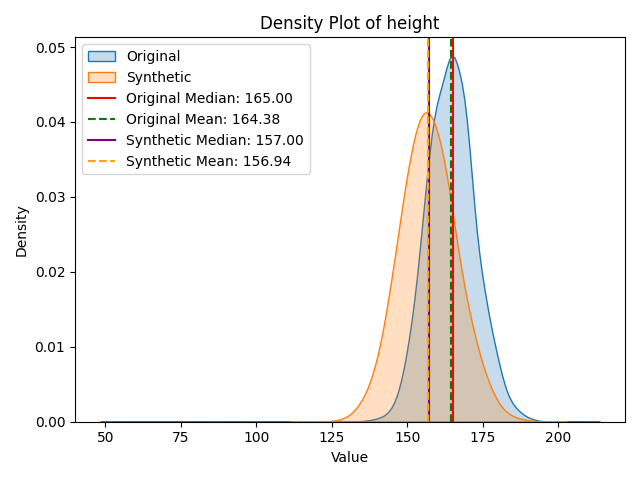 Density Plot of height
Original
Synthetic
Original Median: 165.00
Original Mean: 164.38
Synthetic Median: 157.00
Synthetic Mean: 156.94
Density
0.05
0.04
0.03
0.02
0.01
0.00
50 75 100 125 150 175 200
Value